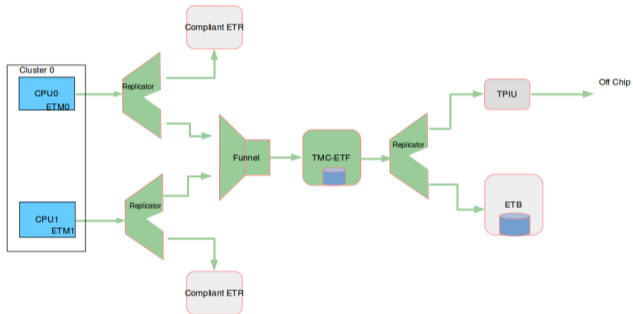 Compliant ETR
Cluster 0
CPU0
ETM0
Replicator
TPIU
Off Chip
Replicator
Funnel
TMC-ETF
CPU1
ETM1
Replicator
ETB
Compliant ETR